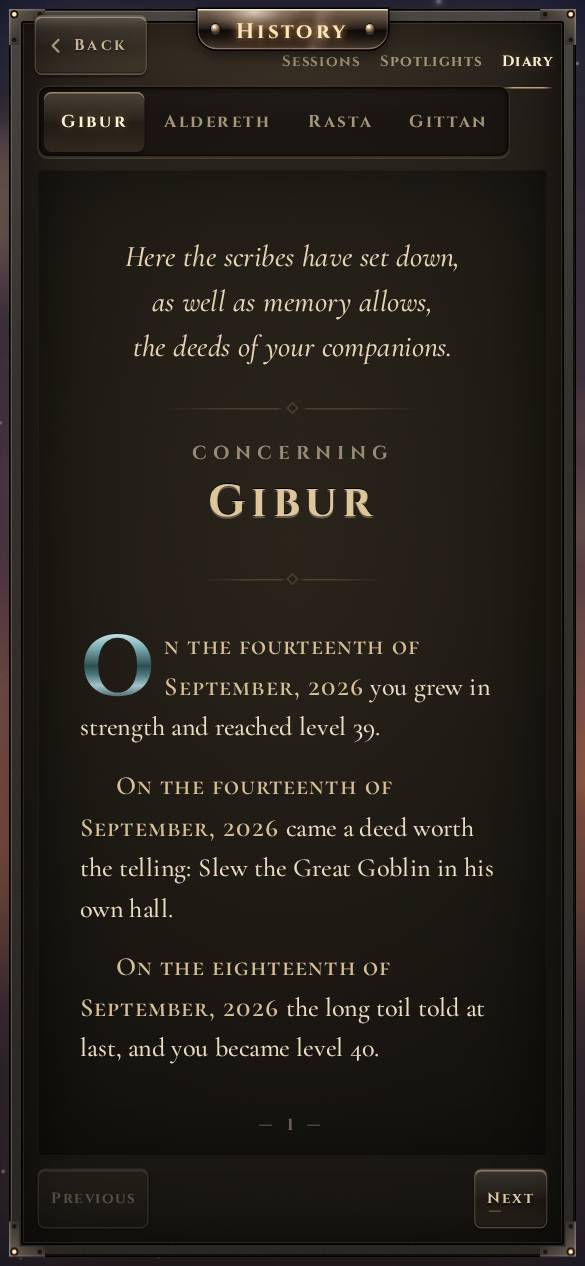 History
Back
Sessions Spotlights Diary
Gibur Aldereth Rasta Gittan
Here the scribes have set down,
as well as memory allows,
the deeds of your companions.
CONCERNING
Gibur
On the fourteenth of
September, 2026 you grew in
strength and reached level 39.
On the fourteenth of
September, 2026 came a deed worth
the telling: Slew the Great Goblin in his
own hall.
On the eighteenth of
September, 2026 the long toil told at
last, and you became level 40.
— 1 —
Previous Next